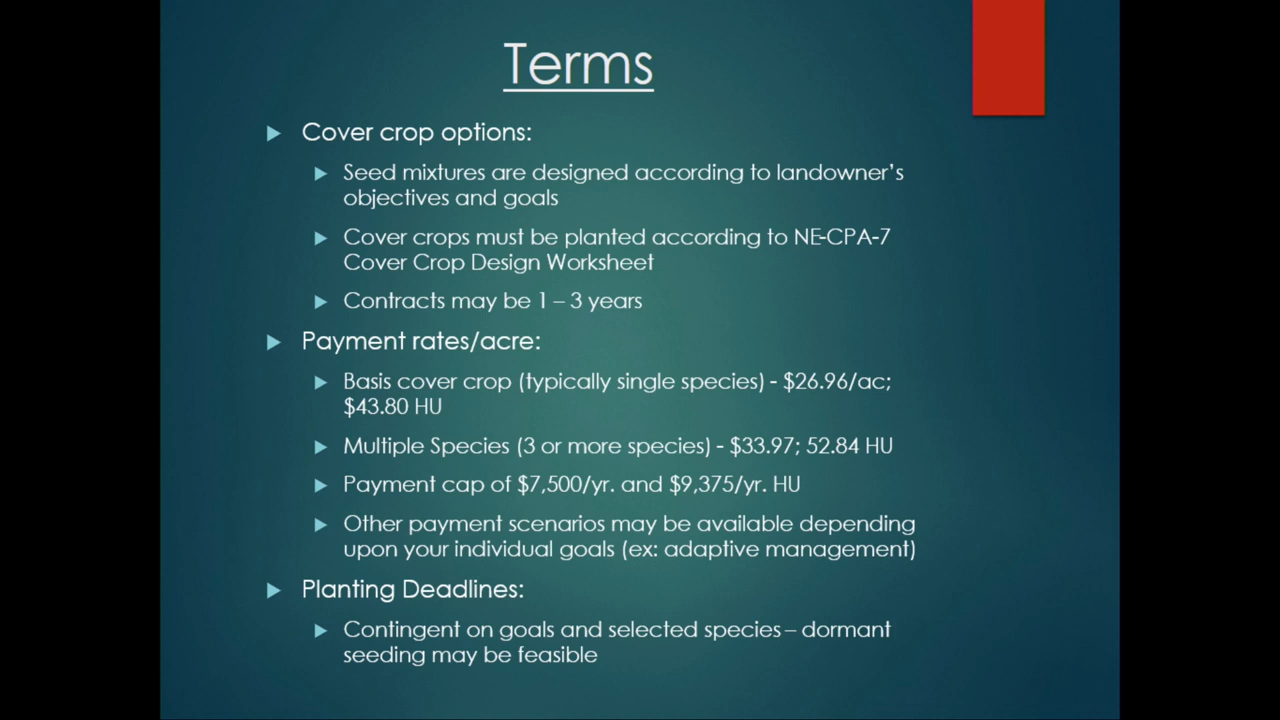 Terms
Cover crop options:
Seed mixtures are designed according to landowner's
objectives and goals
Cover crops must be planted according to NE-CPA-7
Cover Crop Design Worksheet
Contracts may be 1 – 3 years
Payment rates/acre:
Basis cover crop (typically single species) - $26.96/ac;
$43.80 HU
Multiple Species (3 or more species) - $33.97; 52.84 HU
Payment cap of $7,500/yr. and $9,375/yr. HU
Other payment scenarios may be available depending
upon your individual goals (ex: adaptive management)
Planting Deadlines:
Contingent on goals and selected species – dormant
seeding may be feasible